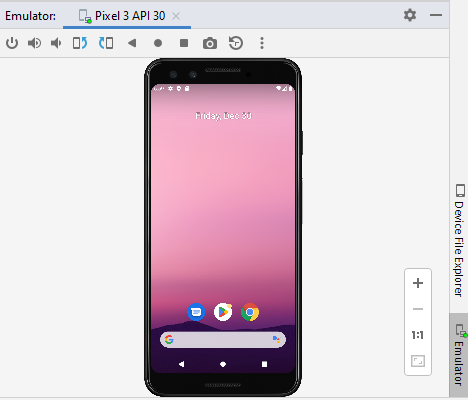 Emulator: Pixel 3 API 30
Friday, Dec 30
1:1
Device File Explorer
Emulator